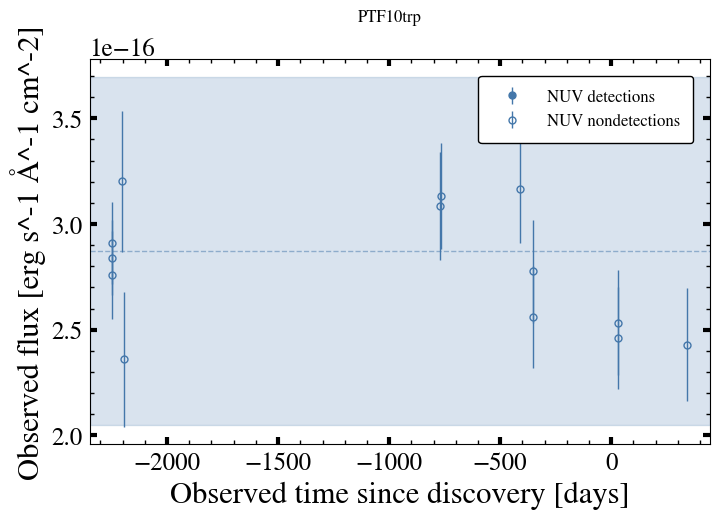 PTF10trp
1e−16
Observed flux [erg s^-1 Å^-1 cm^-2]
3.5
3.0
2.5
2.0
NUV detections
NUV nondetections
−2000
−1500
−1000
−500
0
Observed time since discovery [days]